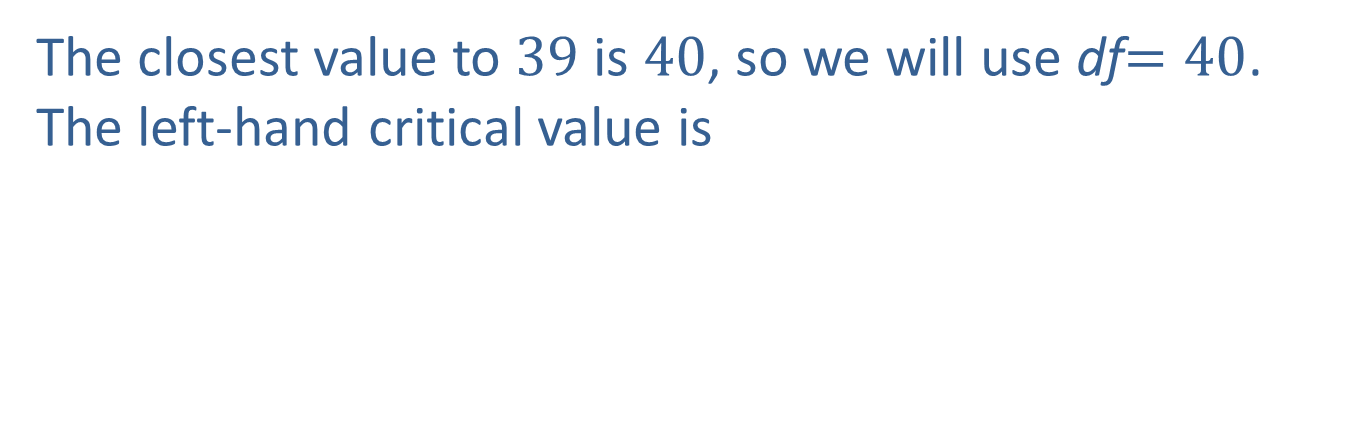 The closest value to 39 is 40, so we will use df= 40.
The left-hand critical value is